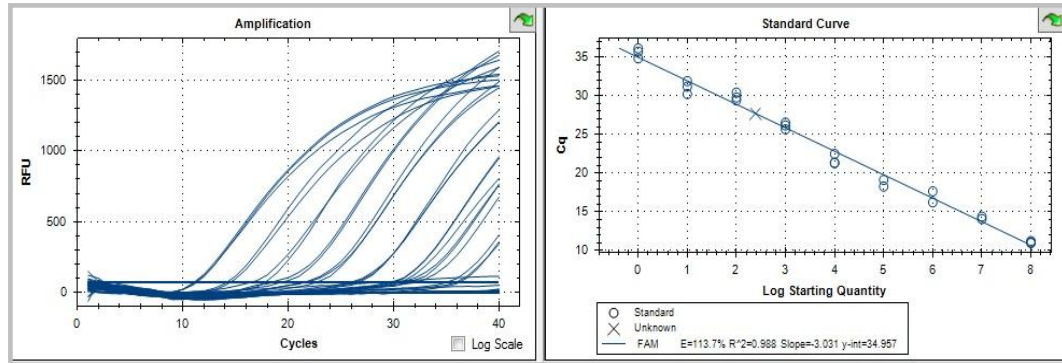 Amplification
1500
1000
500
0
RFU
0
10
20
30
40
Cycles
Log Scale
Standard Curve
35
30
25
20
15
10
Cq
0
1
2
3
4
5
6
7
8
Log Starting Quantity
Standard
Unknown
FAM E=113.7% R^2=0.988 Slope=-3.031 y-int=34.957